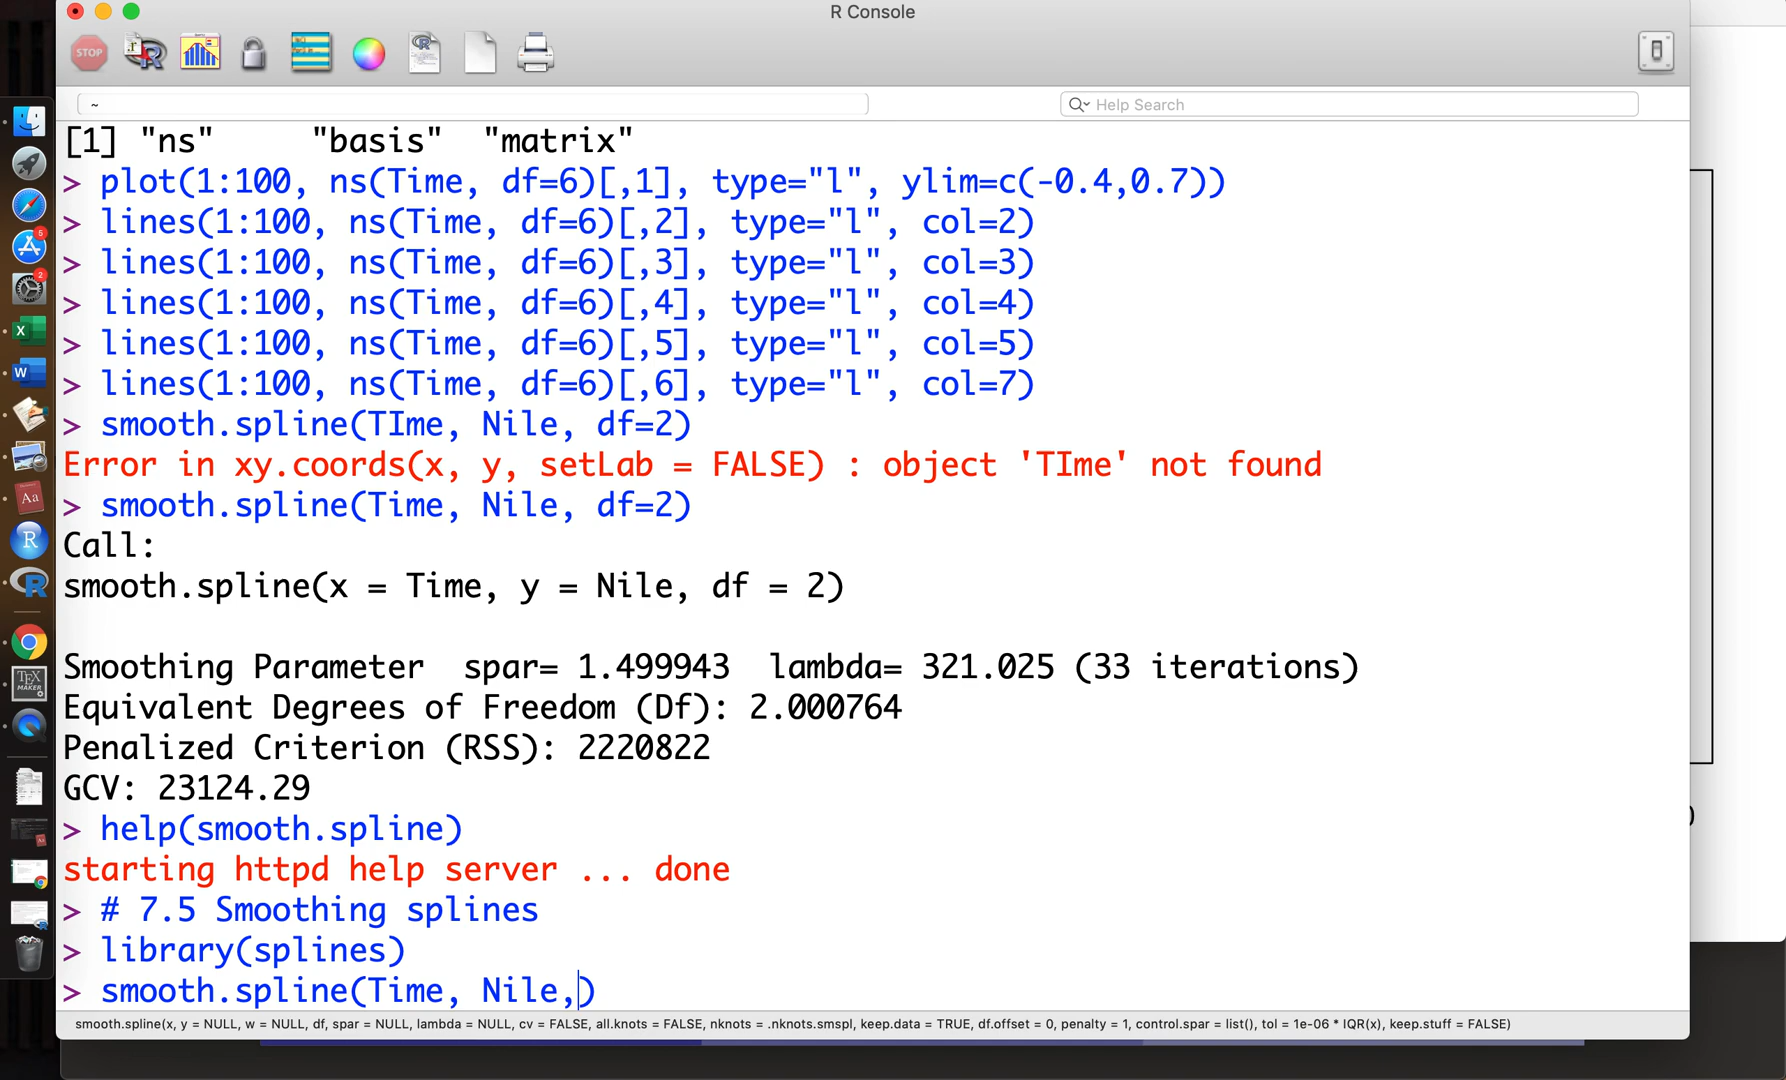 R Console
STOP
~
Help Search
[1] "ns"     "basis"  "matrix"
> plot(1:100, ns(Time, df=6)[,1], type="l", ylim=c(-0.4,0.7))
> lines(1:100, ns(Time, df=6)[,2], type="l", col=2)
> lines(1:100, ns(Time, df=6)[,3], type="l", col=3)
> lines(1:100, ns(Time, df=6)[,4], type="l", col=4)
> lines(1:100, ns(Time, df=6)[,5], type="l", col=5)
> lines(1:100, ns(Time, df=6)[,6], type="l", col=7)
> smooth.spline(TIme, Nile, df=2)
Error in xy.coords(x, y, setLab = FALSE) : object 'TIme' not found
> smooth.spline(Time, Nile, df=2)
Call:
smooth.spline(x = Time, y = Nile, df = 2)
Smoothing Parameter  spar= 1.499943  lambda= 321.025 (33 iterations)
Equivalent Degrees of Freedom (Df): 2.000764
Penalized Criterion (RSS): 2220822
GCV: 23124.29
> help(smooth.spline)
starting httpd help server ... done
> # 7.5 Smoothing splines
> library(splines)
> smooth.spline(Time, Nile,)
smooth.spline(x, y = NULL, w = NULL, df, spar = NULL, lambda = NULL, cv = FALSE, all.knots = FALSE, nknots = .nknots.smspl, keep.data = TRUE, df.offset = 0, penalty = 1, control.spar = list(), tol = 1e-06 * IQR(x), keep.stuff = FALSE)
5
2
X
W
Aa
R
R
TEX
MAKER